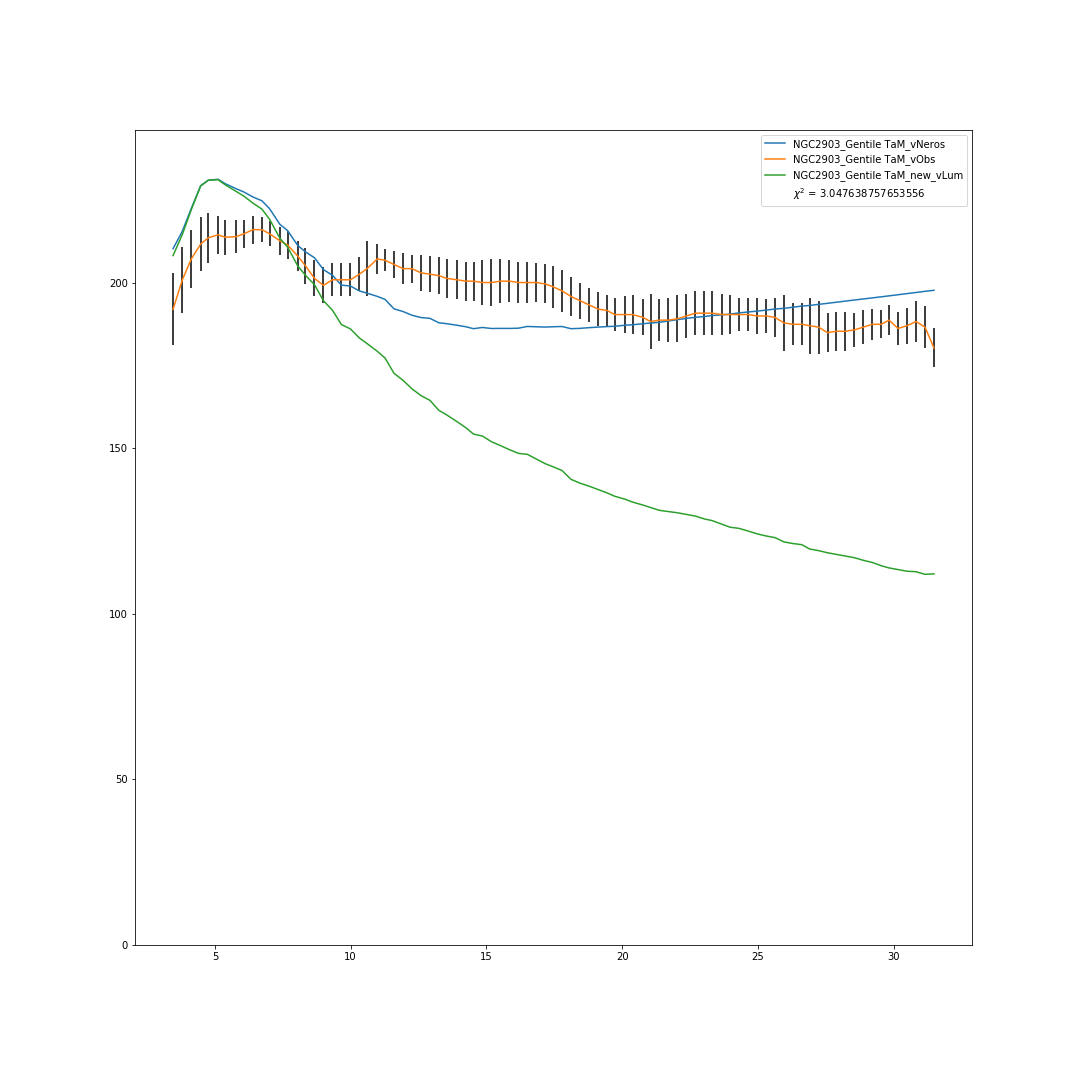 NGC2903_Gentile TaM_vNeros
NGC2903_Gentile TaM_vObs
NGC2903_Gentile TaM_new_vLum
χ² = 3.047638757653556
200
150
100
50
0
5 10 15 20 25 30